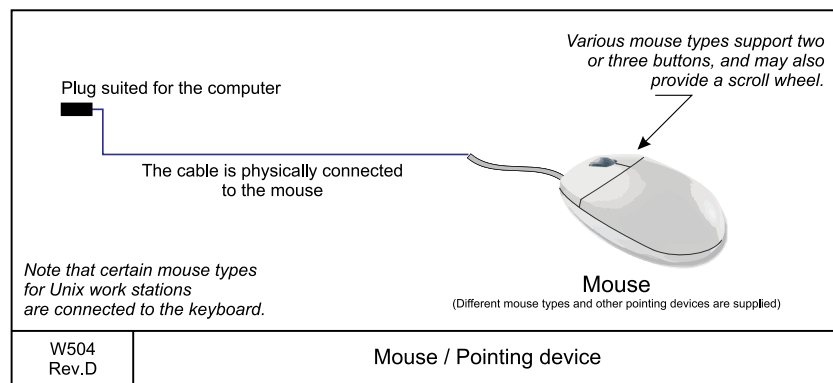 Various mouse types support two
or three buttons, and may also
provide a scroll wheel.
Plug suited for the computer
The cable is physically connected
to the mouse
Note that certain mouse types
for Unix work stations
are connected to the keyboard.
Mouse
(Different mouse types and other pointing devices are supplied)
W504
Rev.D
Mouse / Pointing device